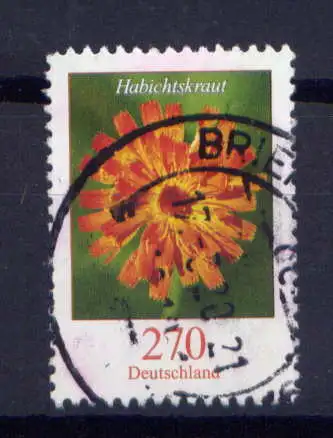 Habichtskraut
BRIEF
270
Deutschland